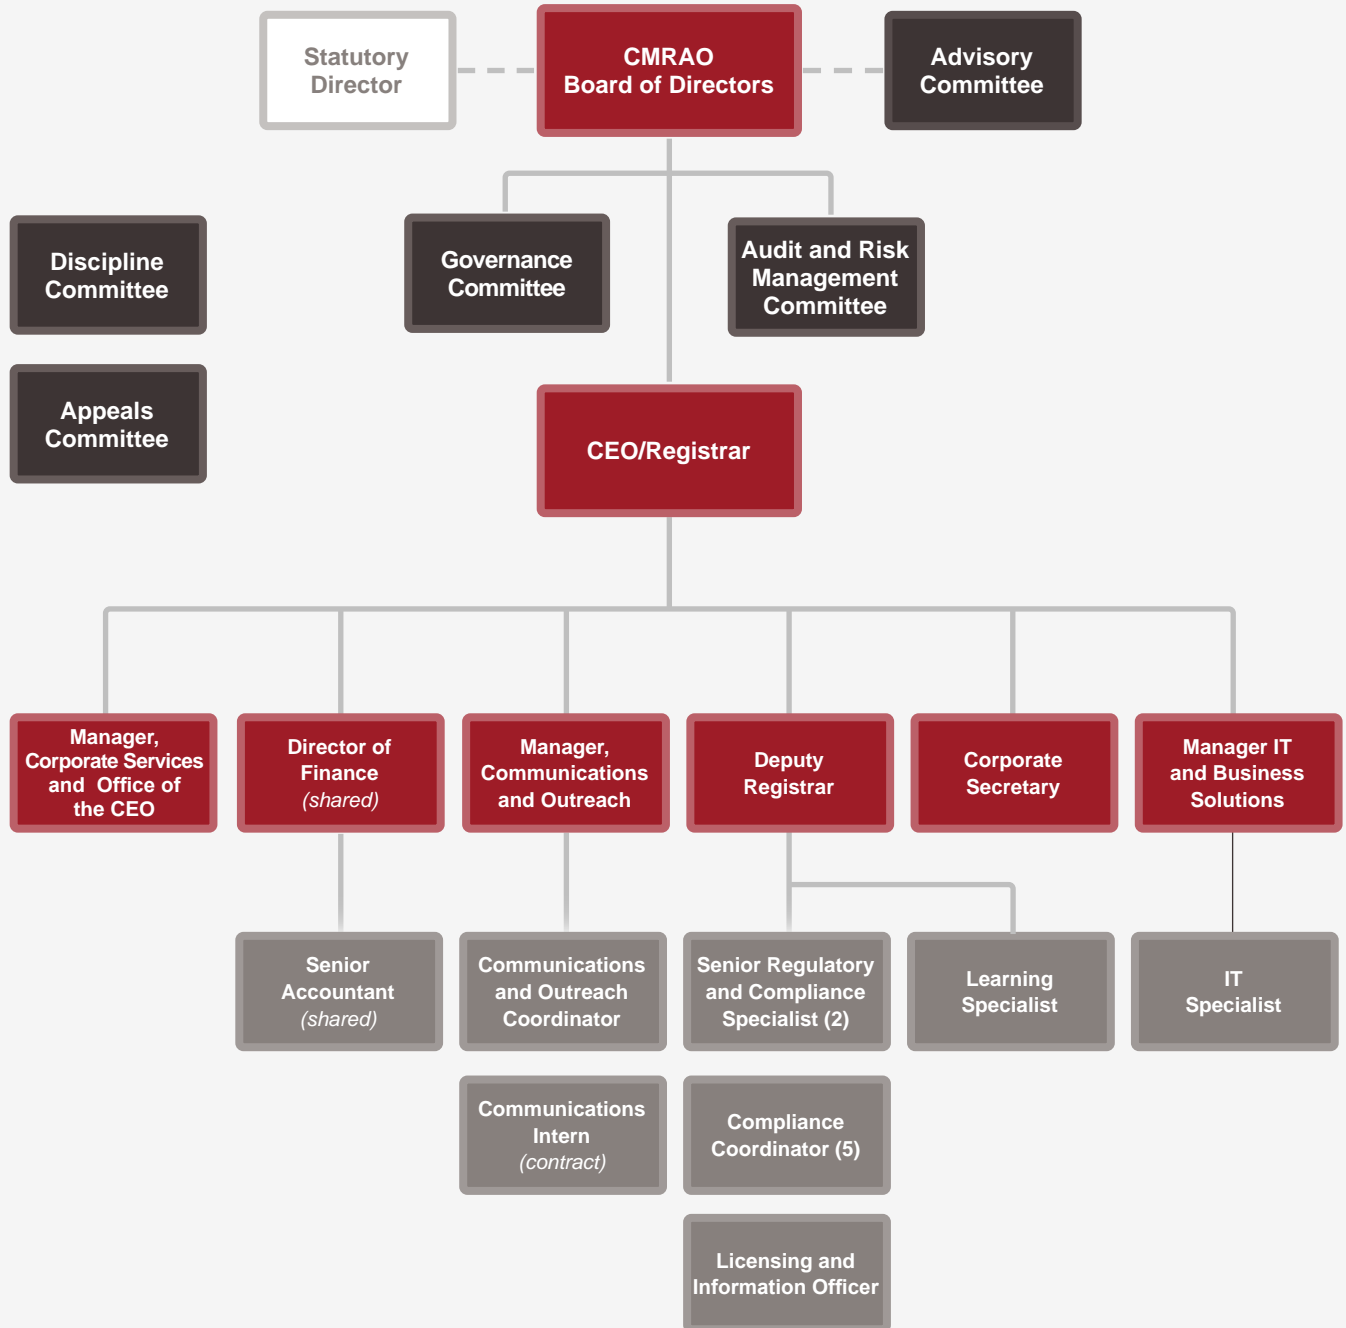 Statutory
Director
CMRAO
Board of Directors
Advisory
Committee
Discipline
Committee
Governance
Committee
Audit and Risk
Management
Committee
Appeals
Committee
CEO/Registrar
Manager,
Corporate Services
and Office of
the CEO
Director of
Finance
(shared)
Manager,
Communications
and Outreach
Deputy
Registrar
Corporate
Secretary
Manager IT
and Business
Solutions
Senior
Accountant
(shared)
Communications
and Outreach
Coordinator
Senior Regulatory
and Compliance
Specialist (2)
Learning
Specialist
IT
Specialist
Communications
Intern
(contract)
Compliance
Coordinator (5)
Licensing and
Information Officer